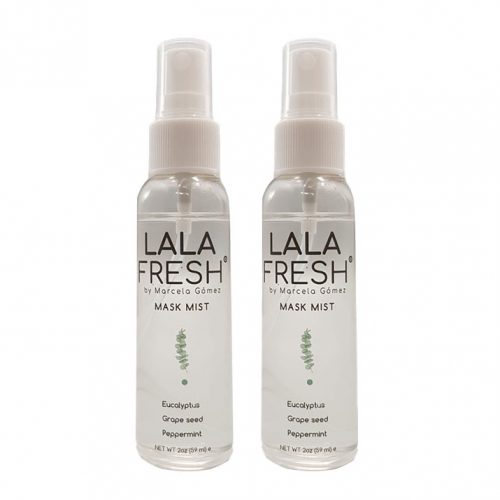 LALA
FRESH®
by Marcela Gómez
MASK MIST
Eucalyptus
Grape seed
Peppermint
NET WT 2oz (59 ml) e
LALA
FRESH®
by Marcela Gómez
MASK MIST
Eucalyptus
Grape seed
Peppermint
NET WT 2oz (59 ml) e